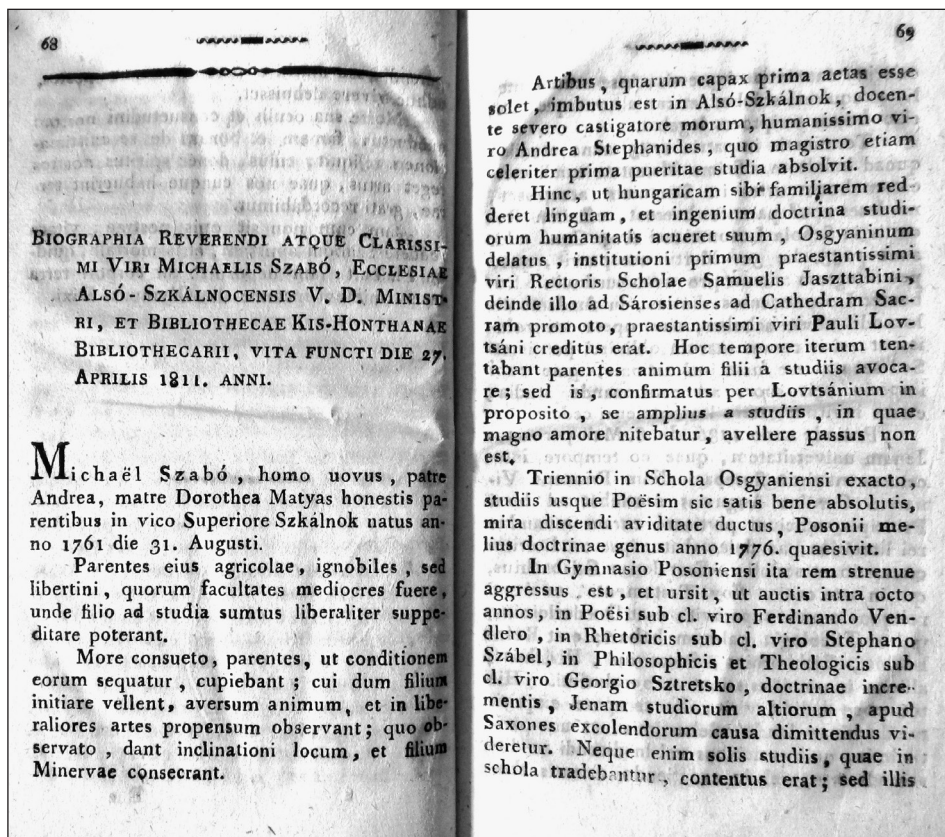 68
BIOGRAPHIA REVERENDI ATQUE CLARISSI-
MI VIRI MICHAELIS SZABÓ, ECCLESIAE
ALSÓ-SZKÁLNOCENSIS V. D. MINIST-
RI, ET BIBLIOTHECAE KIS-HONTHANAE
BIBLIOTHECARII, VITA FUNCTI DIE 27.
APRILIS 1811. ANNI.
Michaël Szabó, homo uovus, patre
Andrea, matre Dorothea Matyas honestis pa-
rentibus in vico Superiore Szkálnok uatus an-
no 1761 die 31. Augusti.
Parentes eius agricolae, ignobiles, sed
libertini, quorum facultates mediocres fuere,
unde filio ad studia sumtus liberaliter suppe-
ditare poterant.
More consueto, parentes, ut conditionem
eorum sequatur, cupiebant; cui dum filium
initiare vellent, aversum animum, et in libe-
raliores artes propensum observant; quo ob-
servato, dant inclinationi locum, et filium
Minervae consecrant.
69
Artibus, quarum capax prima aetas esse
solet, imbutus est in Alsó-Szkálnok, docen-
te severo castigatore morum, humanissimo vi-
ro Andrea Stephanides, quo magistro etiam
celeriter prima pueritae studia absolvit.
Hinc, ut hungaricam sibi familjarem red-
deret linguam, et ingenium doctrina studi-
orum humanitatis acueret suum, Osgyaninum
delatus, institutioni primum praestantissimi
viri Rectoris Scholae Samuelis Jaszttabini,
deinde illo ad Sárosienses ad Cathedram Sac-
ram promoto, praestantissimi viri Pauli Lov-
tsáni creditus erat. Hoc tempore iterum ten-
tabant parentes animum filii à studiis avoca-
re; sed is, confirmatus per Lovtsánium in
proposito, se amplius a studiis, in quae
magno amore nitebatur, avellere passus non
est.
Triennio in Schola Osgyaniensi exacto,
studiis usque Poësim sic satis bene absolutis,
mira discendi aviditate ductus, Posonii me-
lius doctrinae genus anno 1776. quaesivit.
In Gymnasio Posoniensi ita rem strenue
aggressus est, et ursit, ut auctis intra octo
annos, in Poësi sub cl. viro Ferdinando Ven-
dlero, in Rhetoricis sub cl. viro Stephano
Szábel, in Philosophicis et Theologicis sub
cl. viro Georgio Sztretsko, doctrinae incre-
mentis, Jenam studiorum altiorum, apud
Saxones excolendorum causa dimittendus vi-
deretur. Neque enim solis studiis, quae in
schola tradebantur, contentus erat; sed illis